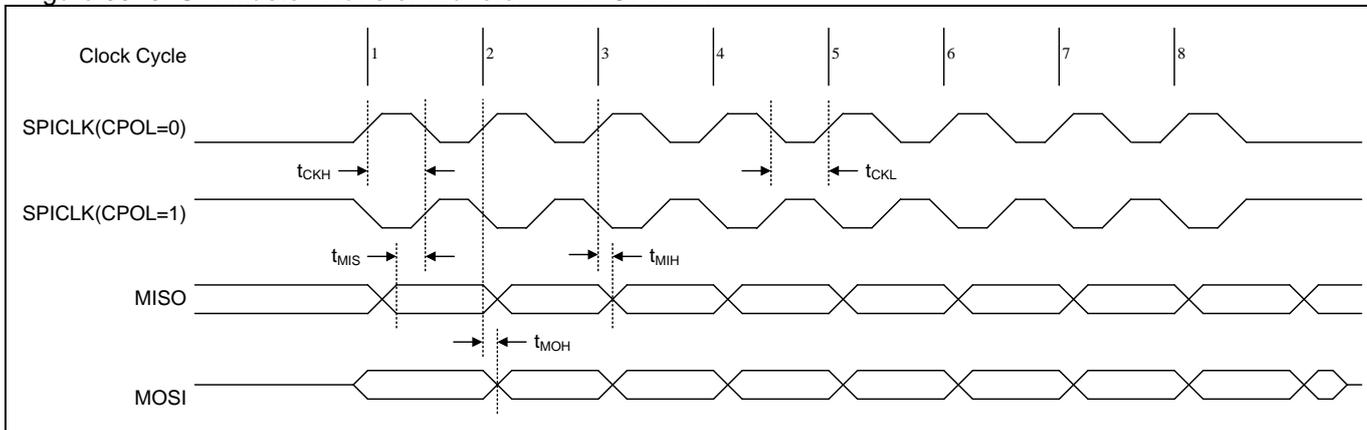 Clock Cycle 1 2 3 4 5 6 7 8
SPICLK(CPOL=0)
tCKH tCKL
SPICLK(CPOL=1)
tMIS tMIH
MISO
tMOH
MOSI